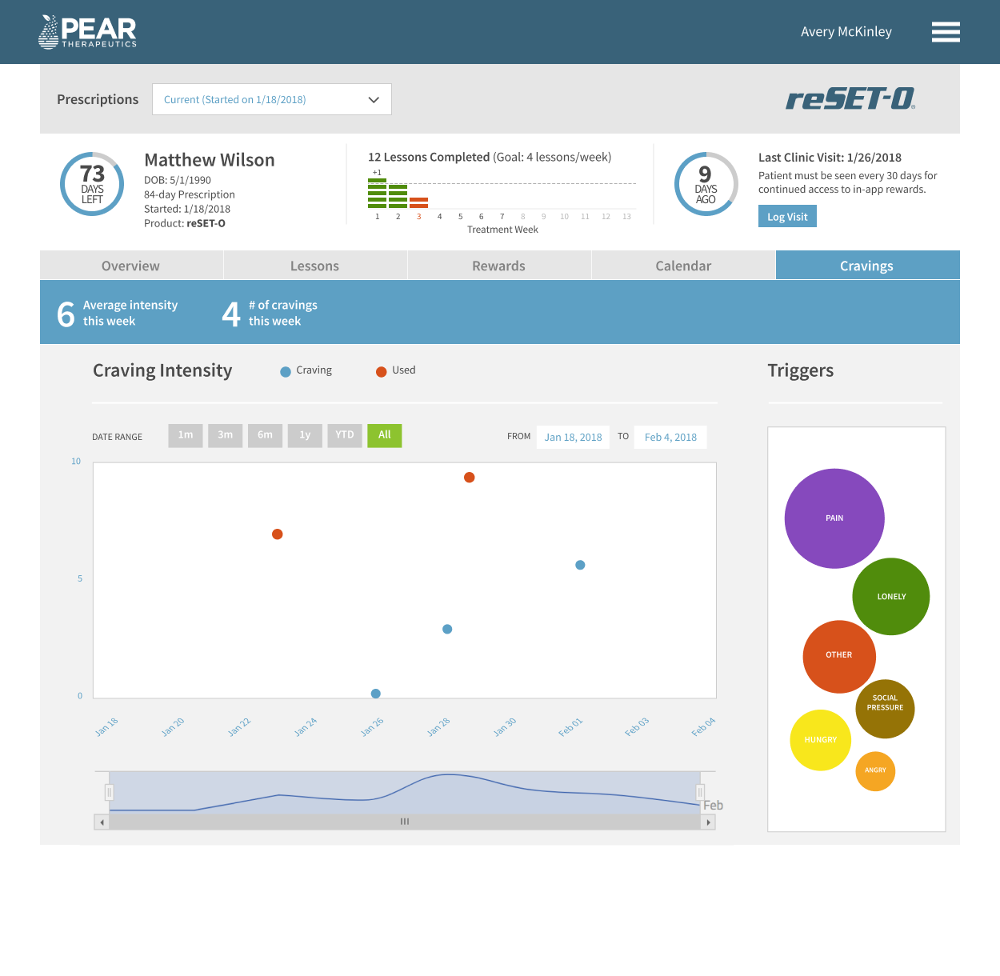 PEAR
THERAPEUTICS
Avery McKinley
Prescriptions
Current (Started on 1/18/2018)
reSET-O®
73
DAYS
LEFT
Matthew Wilson
DOB: 5/1/1990
84-day Prescription
Started: 1/18/2018
Product: reSET-O
12 Lessons Completed (Goal: 4 lessons/week)
+1
1 2 3 4 5 6 7 8 9 10 11 12 13
Treatment Week
9
DAYS
AGO
Last Clinic Visit: 1/26/2018
Patient must be seen every 30 days for
continued access to in-app rewards.
Log Visit
Overview Lessons Rewards Calendar Cravings
6
Average intensity
this week
4
# of cravings
this week
Craving Intensity
Craving
Used
Triggers
DATE RANGE
1m 3m 6m 1y YTD All
FROM Jan 18, 2018 TO Feb 4, 2018
10
5
0
Jan 18 Jan 20 Jan 22 Jan 24 Jan 26 Jan 28 Jan 30 Feb 01 Feb 03 Feb 04
Feb
PAIN
LONELY
OTHER
SOCIAL
PRESSURE
HUNGRY
ANGRY